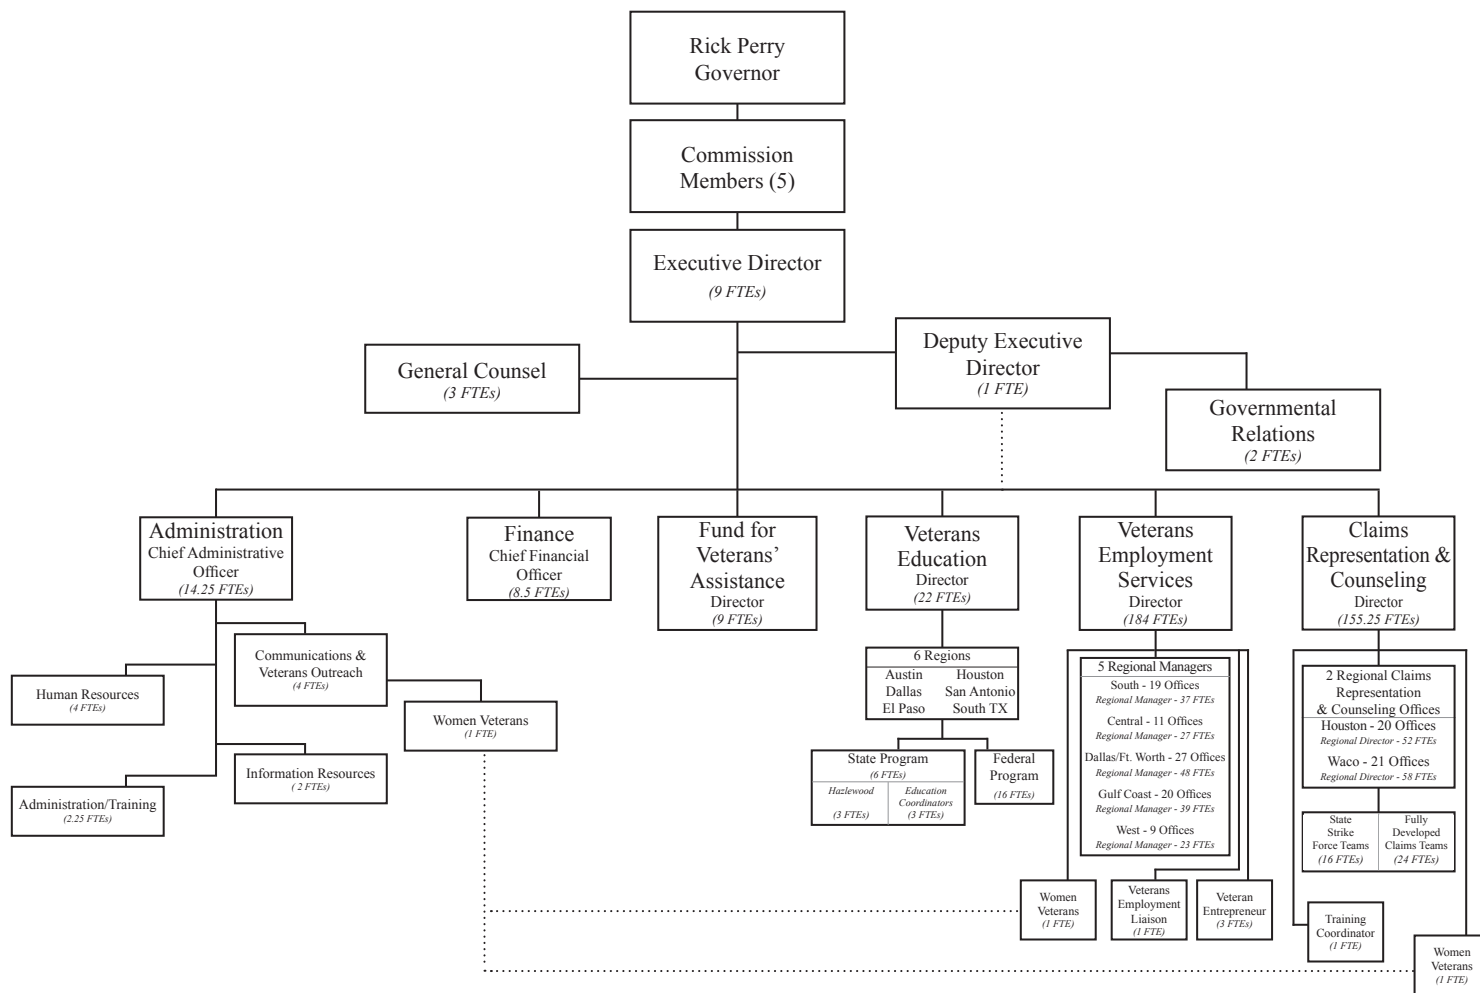 Rick Perry
Governor
Commission
Members (5)
Executive Director
(9 FTEs)
General Counsel
(3 FTEs)
Deputy Executive
Director
(1 FTE)
Governmental
Relations
(2 FTEs)
Administration
Chief Administrative
Officer
(14.25 FTEs)
Finance
Chief Financial
Officer
(8.5 FTEs)
Fund for
Veterans’
Assistance
Director
(9 FTEs)
Veterans
Education
Director
(22 FTEs)
Veterans
Employment
Services
Director
(184 FTEs)
Claims
Representation &
Counseling
Director
(155.25 FTEs)
Communications &
Veterans Outreach
(4 FTEs)
Human Resources
(4 FTEs)
Women Veterans
(1 FTE)
Information Resources
( 2 FTEs)
Administration/Training
(2.25 FTEs)
6 Regions
Austin Houston
Dallas San Antonio
El Paso South TX
State Program
(6 FTEs)
Hazlewood
(3 FTEs)
Education
Coordinators
(3 FTEs)
Federal
Program
(16 FTEs)
5 Regional Managers
South - 19 Offices
Regional Manager - 37 FTEs
Central - 11 Offices
Regional Manager - 27 FTEs
Dallas/Ft. Worth - 27 Offices
Regional Manager - 48 FTEs
Gulf Coast - 20 Offices
Regional Manager - 39 FTEs
West - 9 Offices
Regional Manager - 23 FTEs
Women
Veterans
(1 FTE)
Veterans
Employment
Liaison
(1 FTE)
Veteran
Entrepreneur
(3 FTEs)
2 Regional Claims
Representation
& Counseling Offices
Houston - 20 Offices
Regional Director - 52 FTEs
Waco - 21 Offices
Regional Director - 58 FTEs
State
Strike
Force Teams
(16 FTEs)
Fully
Developed
Claims Teams
(24 FTEs)
Training
Coordinator
(1 FTE)
Women
Veterans
(1 FTE)